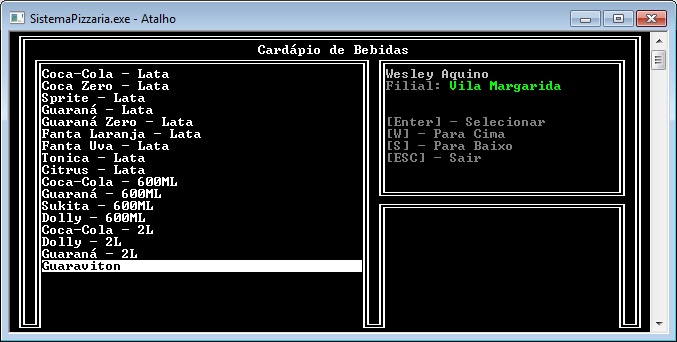 SistemaPizzaria.exe - Atalho
Cardápio de Bebidas
Coca-Cola - Lata
Coca Zero - Lata
Sprite - Lata
Guaraná - Lata
Guaraná Zero - Lata
Fanta Laranja - Lata
Fanta Uva - Lata
Tonica - Lata
Citrus - Lata
Coca-Cola - 600ML
Guaraná - 600ML
Sukita - 600ML
Dolly - 600ML
Coca-Cola - 2L
Dolly - 2L
Guaraná - 2L
Guaraviton
Wesley Aquino
Filial: Vila Margarida
[Enter] - Selecionar
[W] - Para Cima
[S] - Para Baixo
[ESC] - Sair